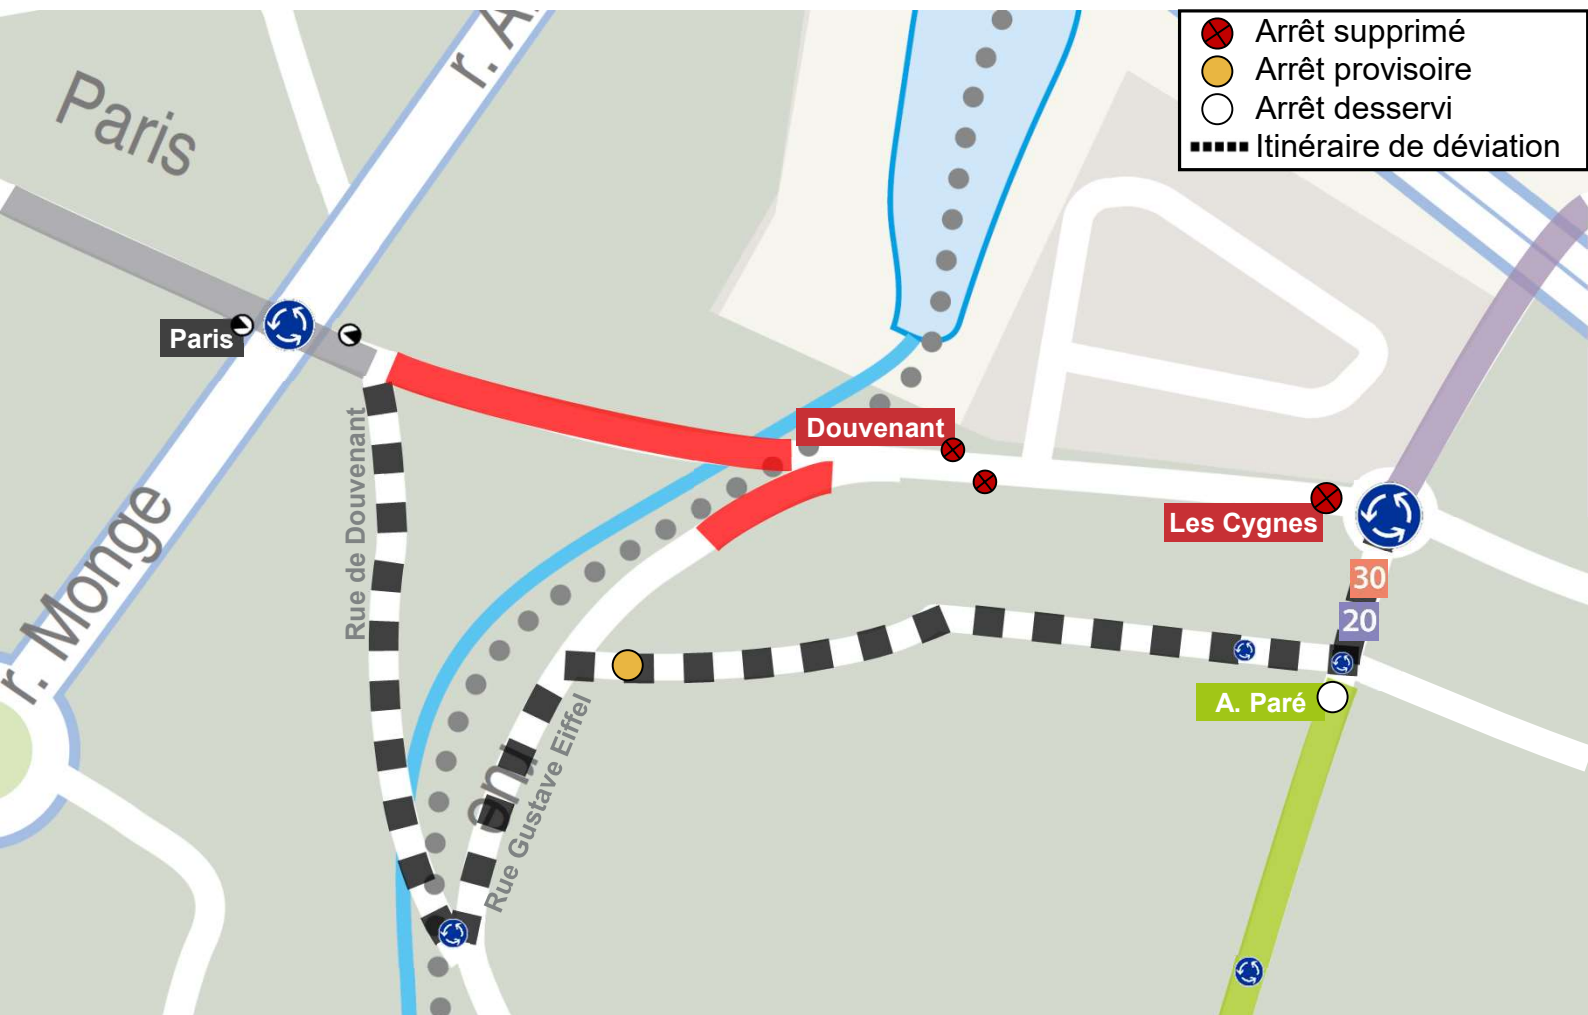 r. A
Arrêt supprimé
Arrêt provisoire
Arrêt desservi
Itinéraire de déviation
Paris
Paris
Douvenant
Rue de Douvenant
Les Cygnes
r. Monge
30
20
A. Paré
Rue Gustave Eiffel